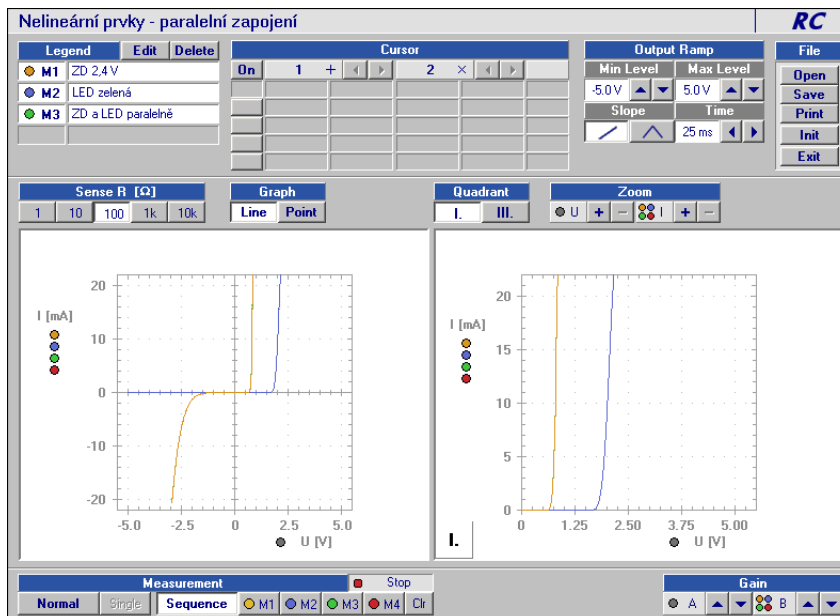 Nelineární prvky - paralelní zapojení
RC
Legend Edit Delete
M1 ZD 2,4 V
M2 LED zelená
M3 ZD a LED paralelně
Cursor
On 1 + 2 ×
Output Ramp
Min Level Max Level
-5.0 V 5.0 V
Slope Time
25 ms
File
Open
Save
Print
Init
Exit
Sense R [Ω]
1 10 100 1k 10k
Graph
Line Point
Quadrant
I. III.
Zoom
U + − I + −
I [mA]
20
10
0
-10
-20
-5.0 -2.5 0 2.5 5.0
U [V]
I [mA]
20
15
10
5
0
0 1.25 2.50 3.75 5.00
I. U [V]
Measurement
Stop
Normal Single Sequence M1 M2 M3 M4 Clr
Gain
A B